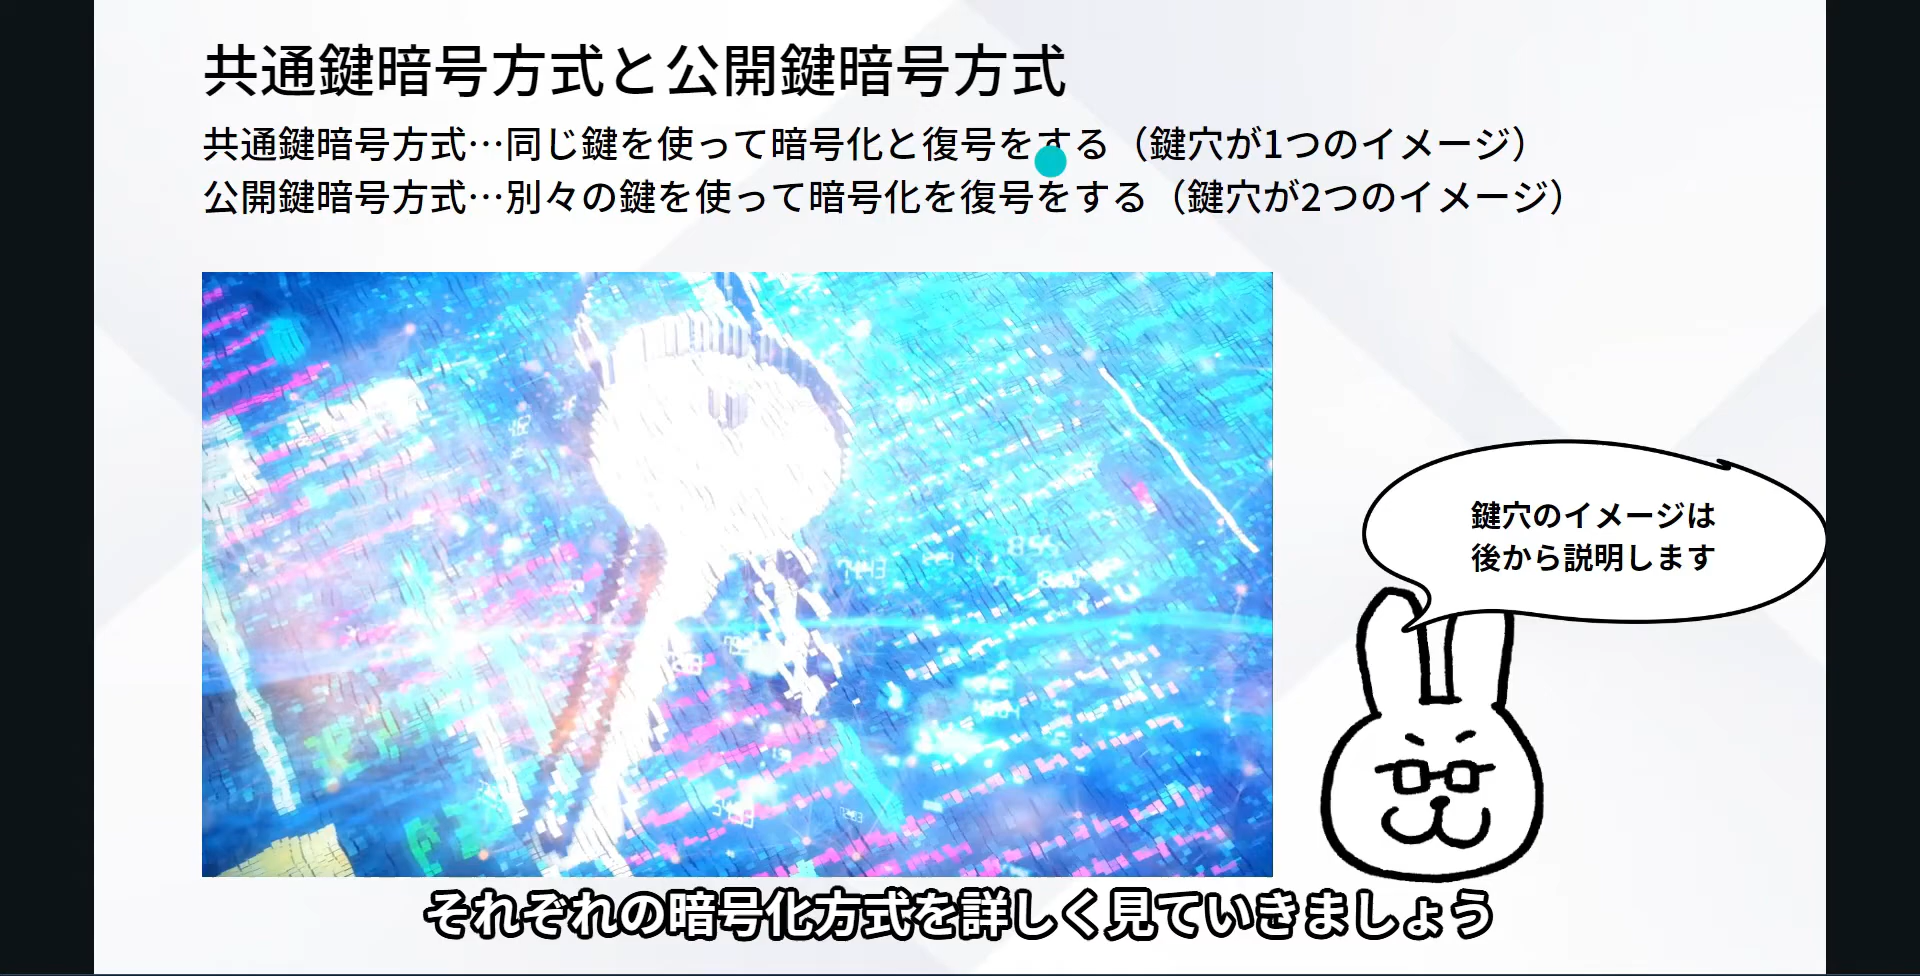 共通鍵暗号方式と公開鍵暗号方式
共通鍵暗号方式…同じ鍵を使って暗号化と復号をする（鍵穴が1つのイメージ）
公開鍵暗号方式…別々の鍵を使って暗号化を復号をする（鍵穴が2つのイメージ）
鍵穴のイメージは
後から説明します
それぞれの暗号化方式を詳しく見ていきましょう